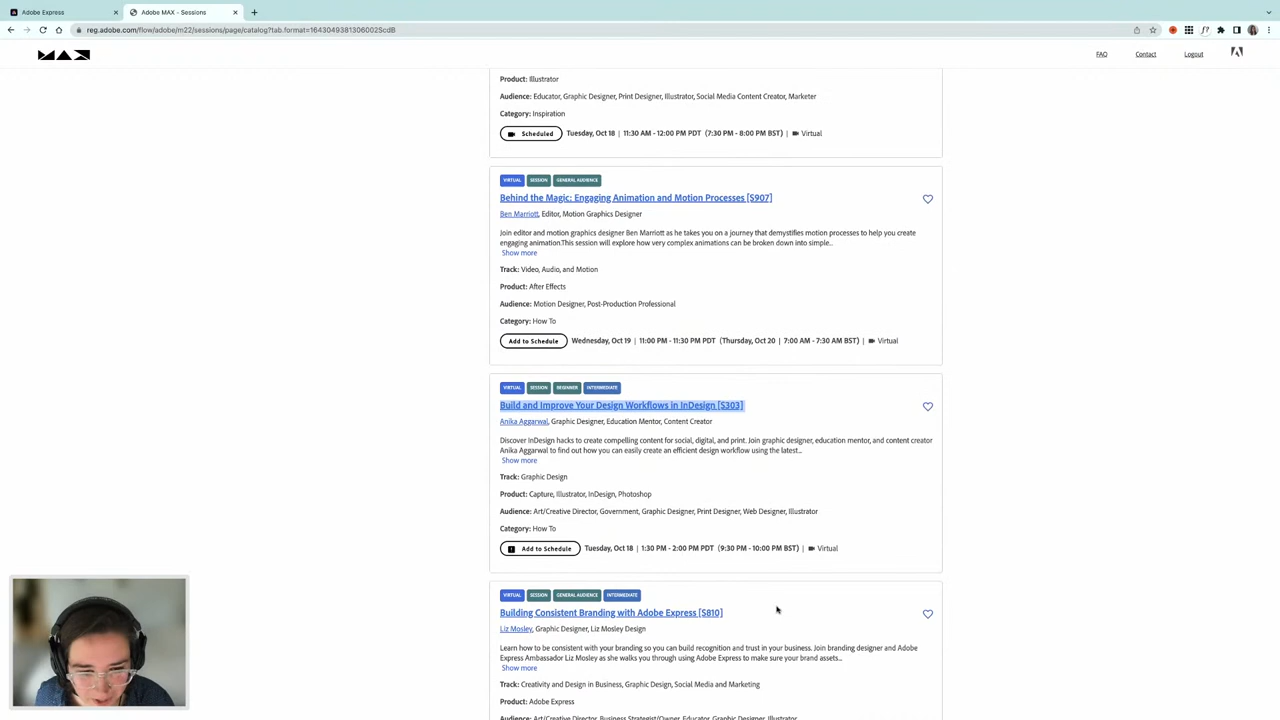 Adobe Express
Adobe MAX - Sessions
reg.adobe.com/flow/adobe/m22/sessions/page/catalog?tab.format=1643049381306002ScdB
MAX
FAQ
Contact
Logout
Product: Illustrator
Audience: Educator, Graphic Designer, Print Designer, Illustrator, Social Media Content Creator, Marketer
Category: Inspiration
Scheduled Tuesday, Oct 18 | 11:30 AM - 12:00 PM PDT (7:30 PM - 8:00 PM BST) | Virtual
VIRTUAL SESSION GENERAL AUDIENCE
Behind the Magic: Engaging Animation and Motion Processes [S907]
Ben Marriott, Editor, Motion Graphics Designer
Join editor and motion graphics designer Ben Marriott as he takes you on a journey that demystifies motion processes to help you create
engaging animation.This session will explore how very complex animations can be broken down into simple...
Show more
Track: Video, Audio, and Motion
Product: After Effects
Audience: Motion Designer, Post-Production Professional
Category: How To
Add to Schedule Wednesday, Oct 19 | 11:00 PM - 11:30 PM PDT (Thursday, Oct 20 | 7:00 AM - 7:30 AM BST) | Virtual
VIRTUAL SESSION BEGINNER INTERMEDIATE
Build and Improve Your Design Workflows in InDesign [S303]
Anika Aggarwal, Graphic Designer, Education Mentor, Content Creator
Discover InDesign hacks to create compelling content for social, digital, and print. Join graphic designer, education mentor, and content creator
Anika Aggarwal to find out how you can easily create an efficient design workflow using the latest...
Show more
Track: Graphic Design
Product: Capture, Illustrator, InDesign, Photoshop
Audience: Art/Creative Director, Government, Graphic Designer, Print Designer, Web Designer, Illustrator
Category: How To
Add to Schedule Tuesday, Oct 18 | 1:30 PM - 2:00 PM PDT (9:30 PM - 10:00 PM BST) | Virtual
VIRTUAL SESSION GENERAL AUDIENCE INTERMEDIATE
Building Consistent Branding with Adobe Express [S810]
Liz Mosley, Graphic Designer, Liz Mosley Design
Learn how to be consistent with your branding so you can build recognition and trust in your business. Join branding designer and Adobe
Express Ambassador Liz Mosley as she walks you through using Adobe Express to make sure your brand assets...
Show more
Track: Creativity and Design in Business, Graphic Design, Social Media and Marketing
Product: Adobe Express
Audience: Art/Creative Director, Business Strategist/Owner, Educator, Graphic Designer, Illustrator